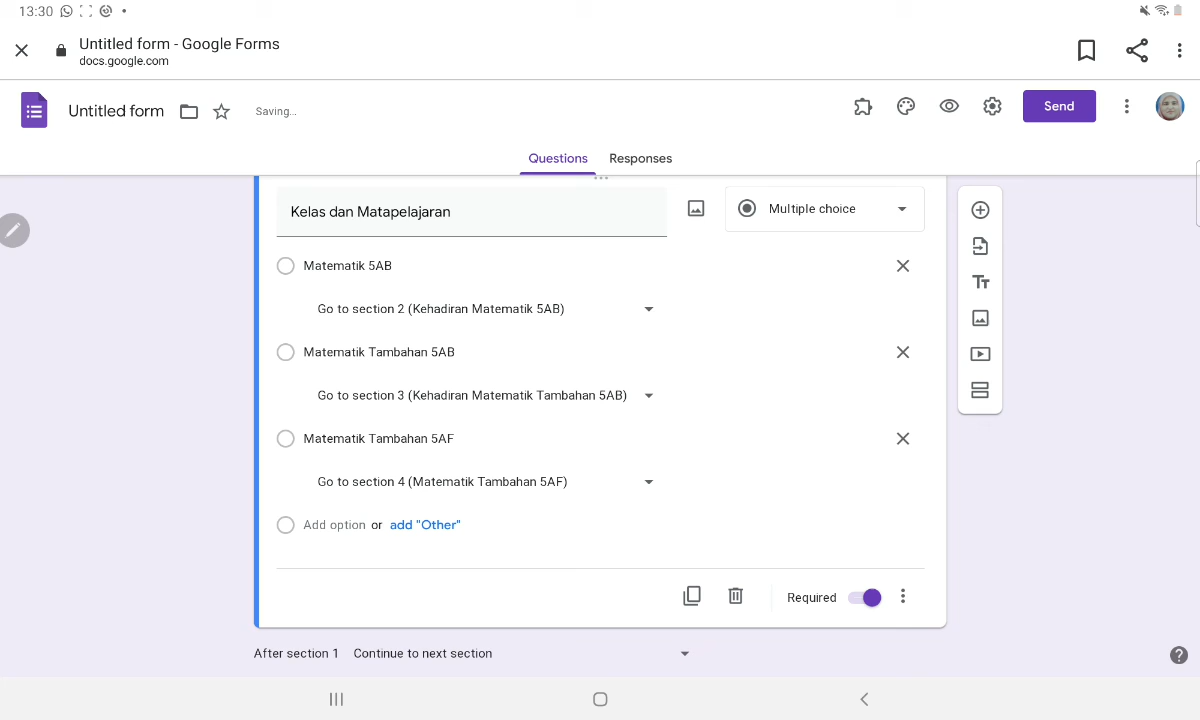 13:30
Untitled form - Google Forms
docs.google.com
Untitled form
Saving...
Send
Questions
Responses
Kelas dan Matapelajaran
Multiple choice
Matematik 5AB
Go to section 2 (Kehadiran Matematik 5AB)
Matematik Tambahan 5AB
Go to section 3 (Kehadiran Matematik Tambahan 5AB)
Matematik Tambahan 5AF
Go to section 4 (Matematik Tambahan 5AF)
Add option or add "Other"
Required
After section 1 Continue to next section